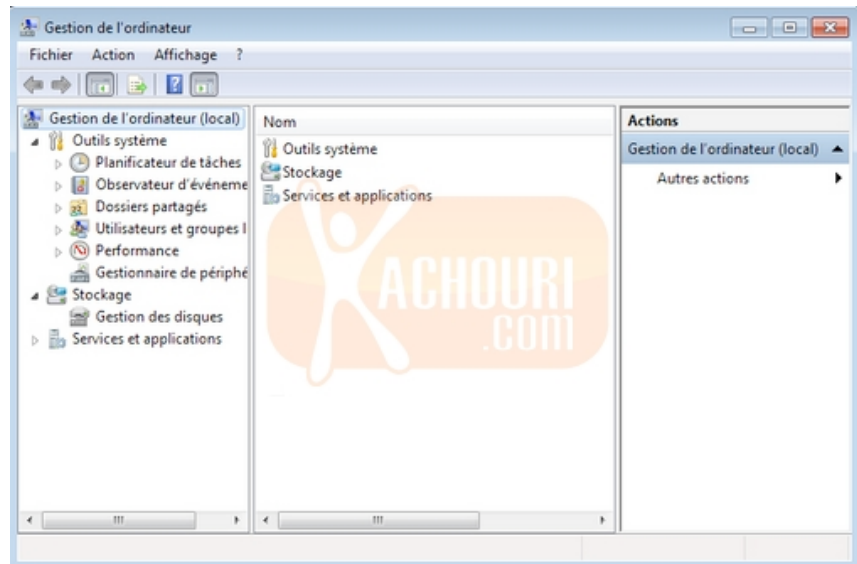 Gestion de l'ordinateur
Fichier Action Affichage ?
Gestion de l'ordinateur (local)
Outils système
Planificateur de tâches
Observateur d'événeme
Dossiers partagés
Utilisateurs et groupes l
Performance
Gestionnaire de périphé
Stockage
Gestion des disques
Services et applications
Nom
Outils système
Stockage
Services et applications
KACHOURI
.COM
Actions
Gestion de l'ordinateur (local)
Autres actions